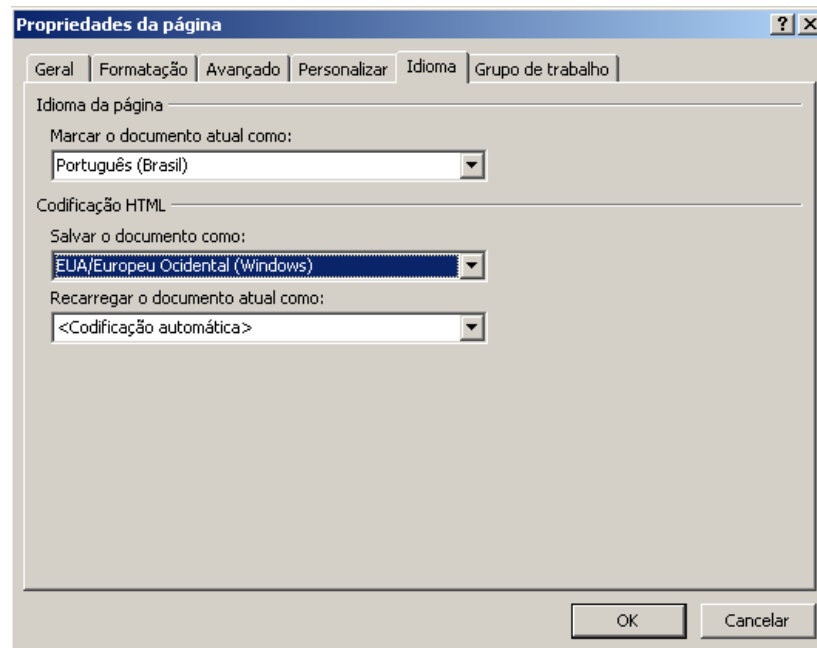 Propriedades da página
Geral Formatação Avançado Personalizar Idioma Grupo de trabalho
Idioma da página
Marcar o documento atual como:
Português (Brasil)
Codificação HTML
Salvar o documento como:
EUA/Europeu Ocidental (Windows)
Recarregar o documento atual como:
<Codificação automática>
OK Cancelar